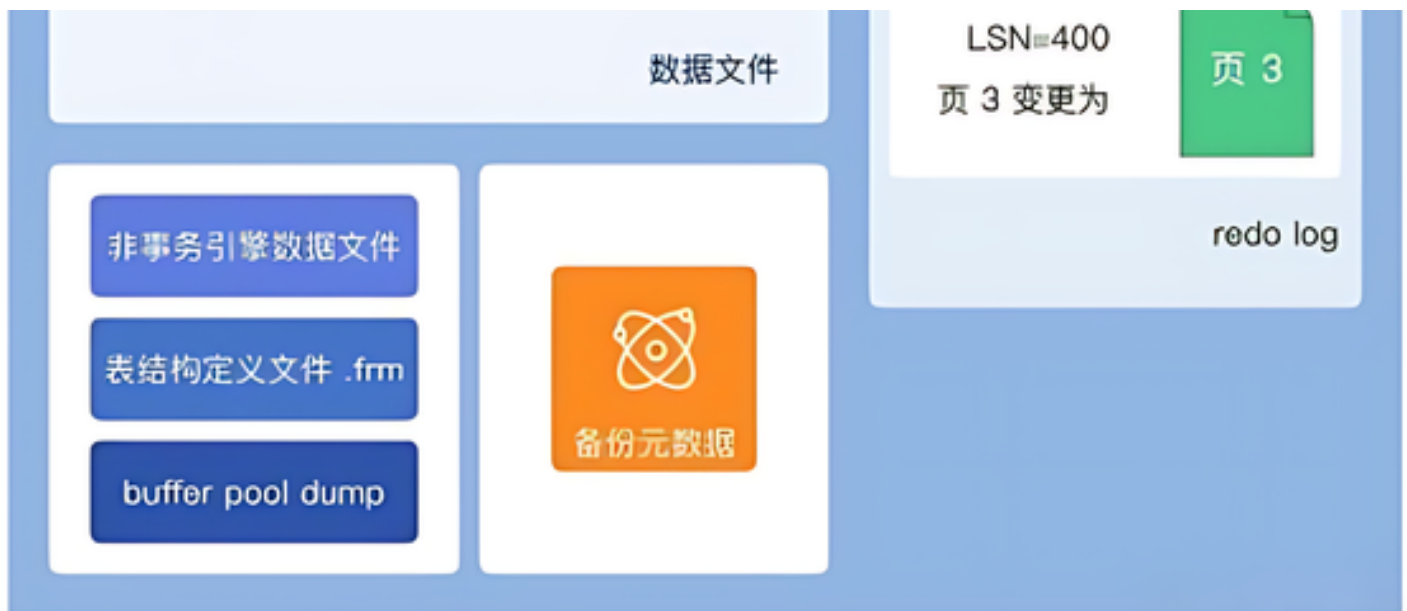 数据文件
LSN=400
页 3 变更为
页 3
redo log
非事务引擎数据文件
表结构定义文件 .frm
buffer pool dump
备份元数据